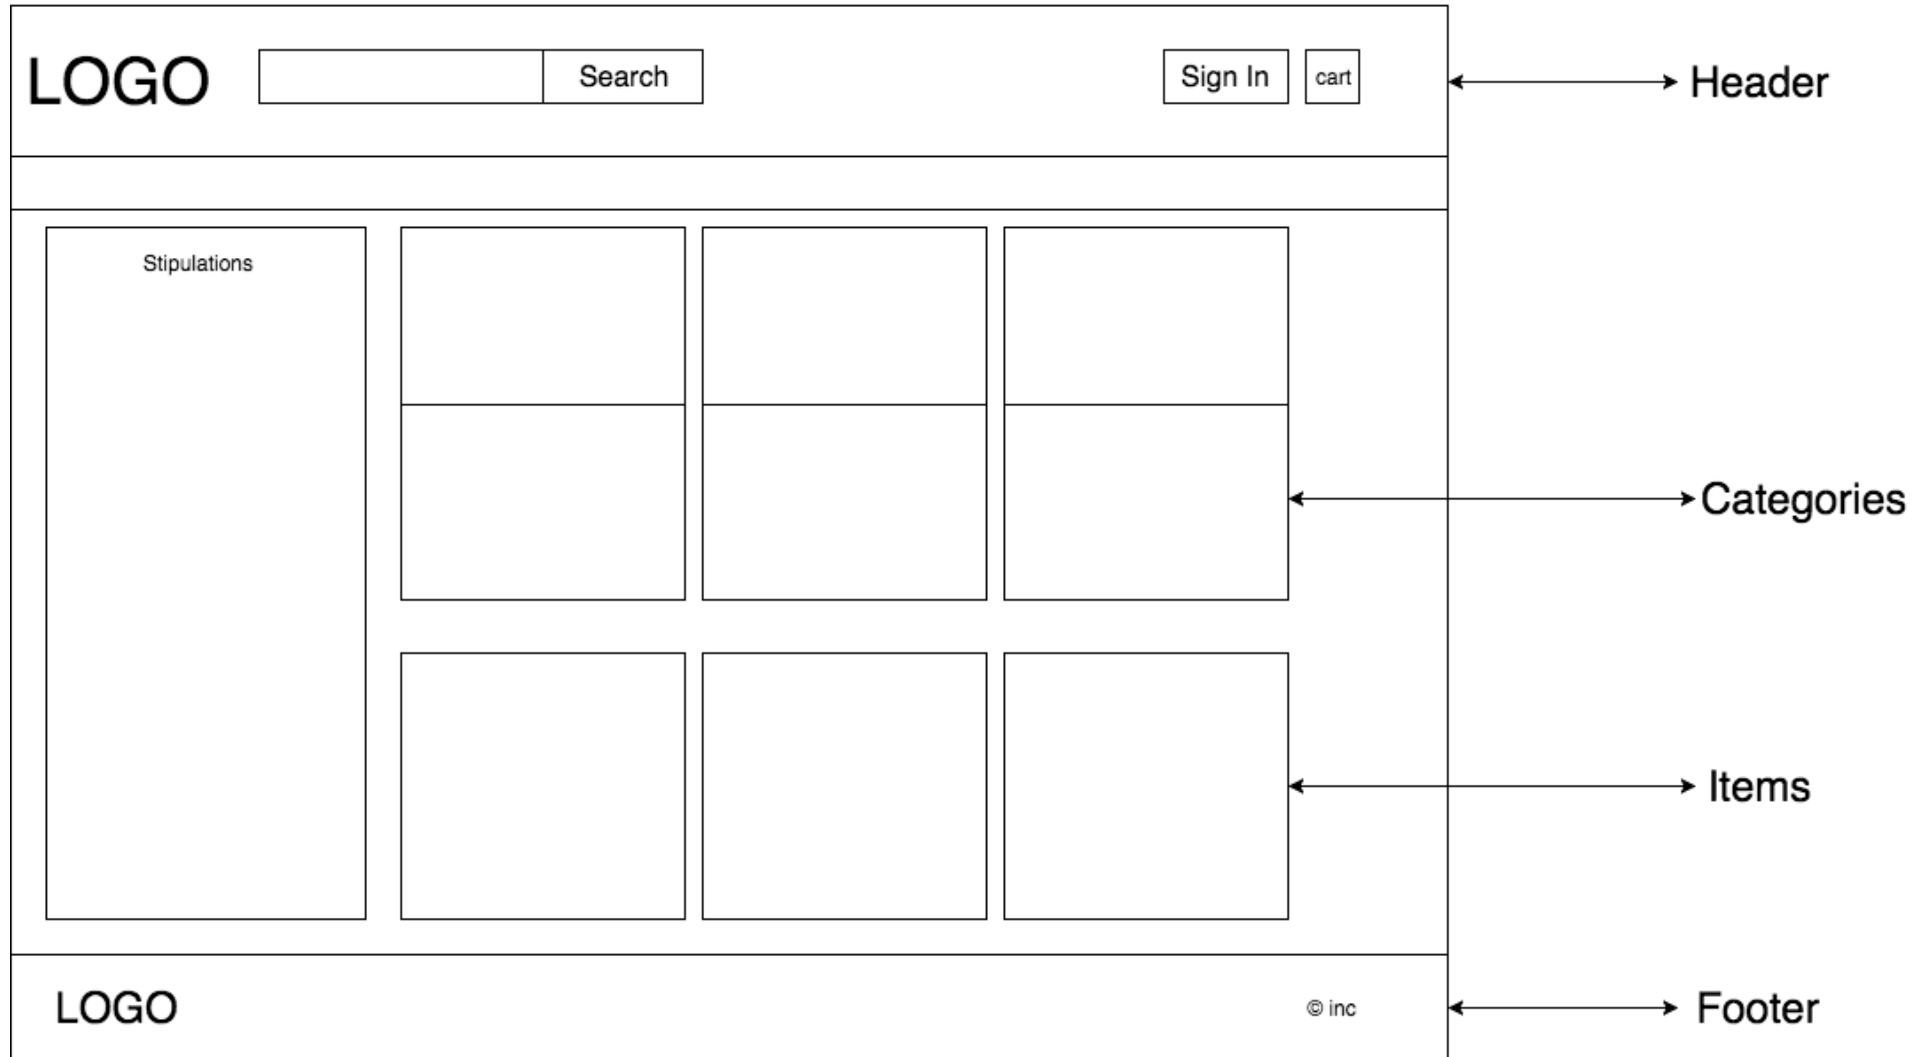 LOGO
Search
Sign In
cart
Header
Stipulations
Categories
Items
LOGO
© inc
Footer